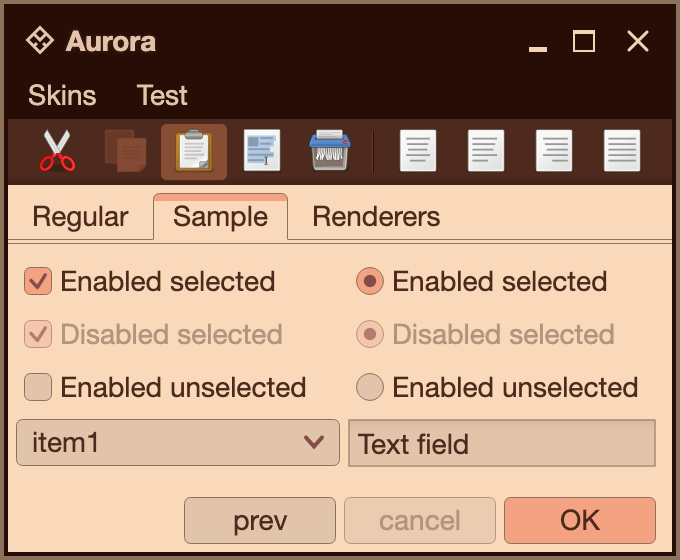 Aurora
Skins Test
Regular Sample Renderers
Enabled selected Enabled selected
Disabled selected Disabled selected
Enabled unselected Enabled unselected
item1 Text field
prev cancel OK